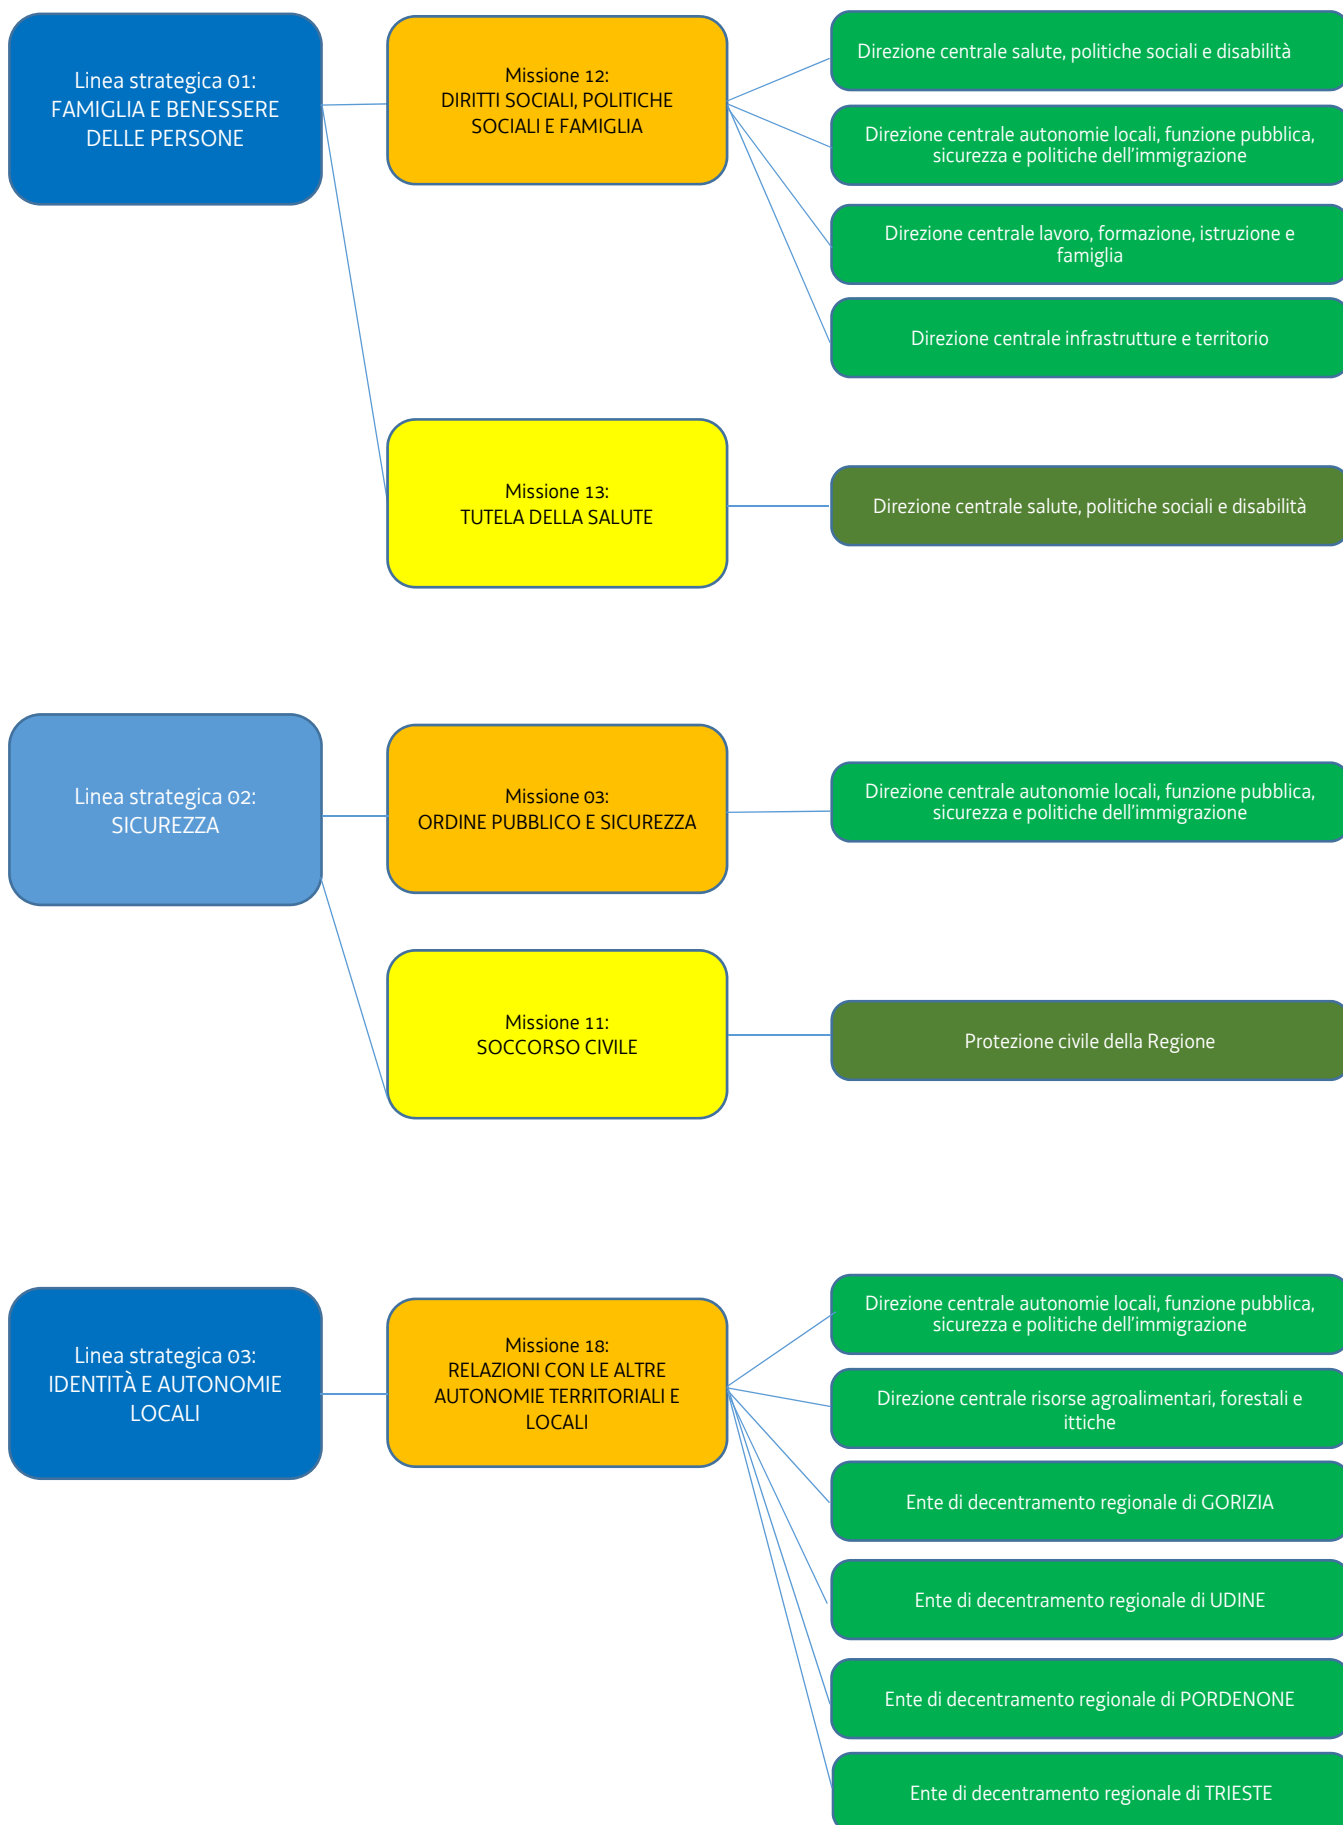 Linea strategica 01:
FAMIGLIA E BENESSERE
DELLE PERSONE
Missione 12:
DIRITTI SOCIALI, POLITICHE
SOCIALI E FAMIGLIA
Direzione centrale salute, politiche sociali e disabilità
Direzione centrale autonomie locali, funzione pubblica,
sicurezza e politiche dell'immigrazione
Direzione centrale lavoro, formazione, istruzione e
famiglia
Direzione centrale infrastrutture e territorio
Missione 13:
TUTELA DELLA SALUTE
Direzione centrale salute, politiche sociali e disabilità
Linea strategica 02:
SICUREZZA
Missione 03:
ORDINE PUBBLICO E SICUREZZA
Direzione centrale autonomie locali, funzione pubblica,
sicurezza e politiche dell'immigrazione
Missione 11:
SOCCORSO CIVILE
Protezione civile della Regione
Linea strategica 03:
IDENTITÀ E AUTONOMIE
LOCALI
Missione 18:
RELAZIONI CON LE ALTRE
AUTONOMIE TERRITORIALI E
LOCALI
Direzione centrale autonomie locali, funzione pubblica,
sicurezza e politiche dell'immigrazione
Direzione centrale risorse agroalimentari, forestali e
ittiche
Ente di decentramento regionale di GORIZIA
Ente di decentramento regionale di UDINE
Ente di decentramento regionale di PORDENONE
Ente di decentramento regionale di TRIESTE